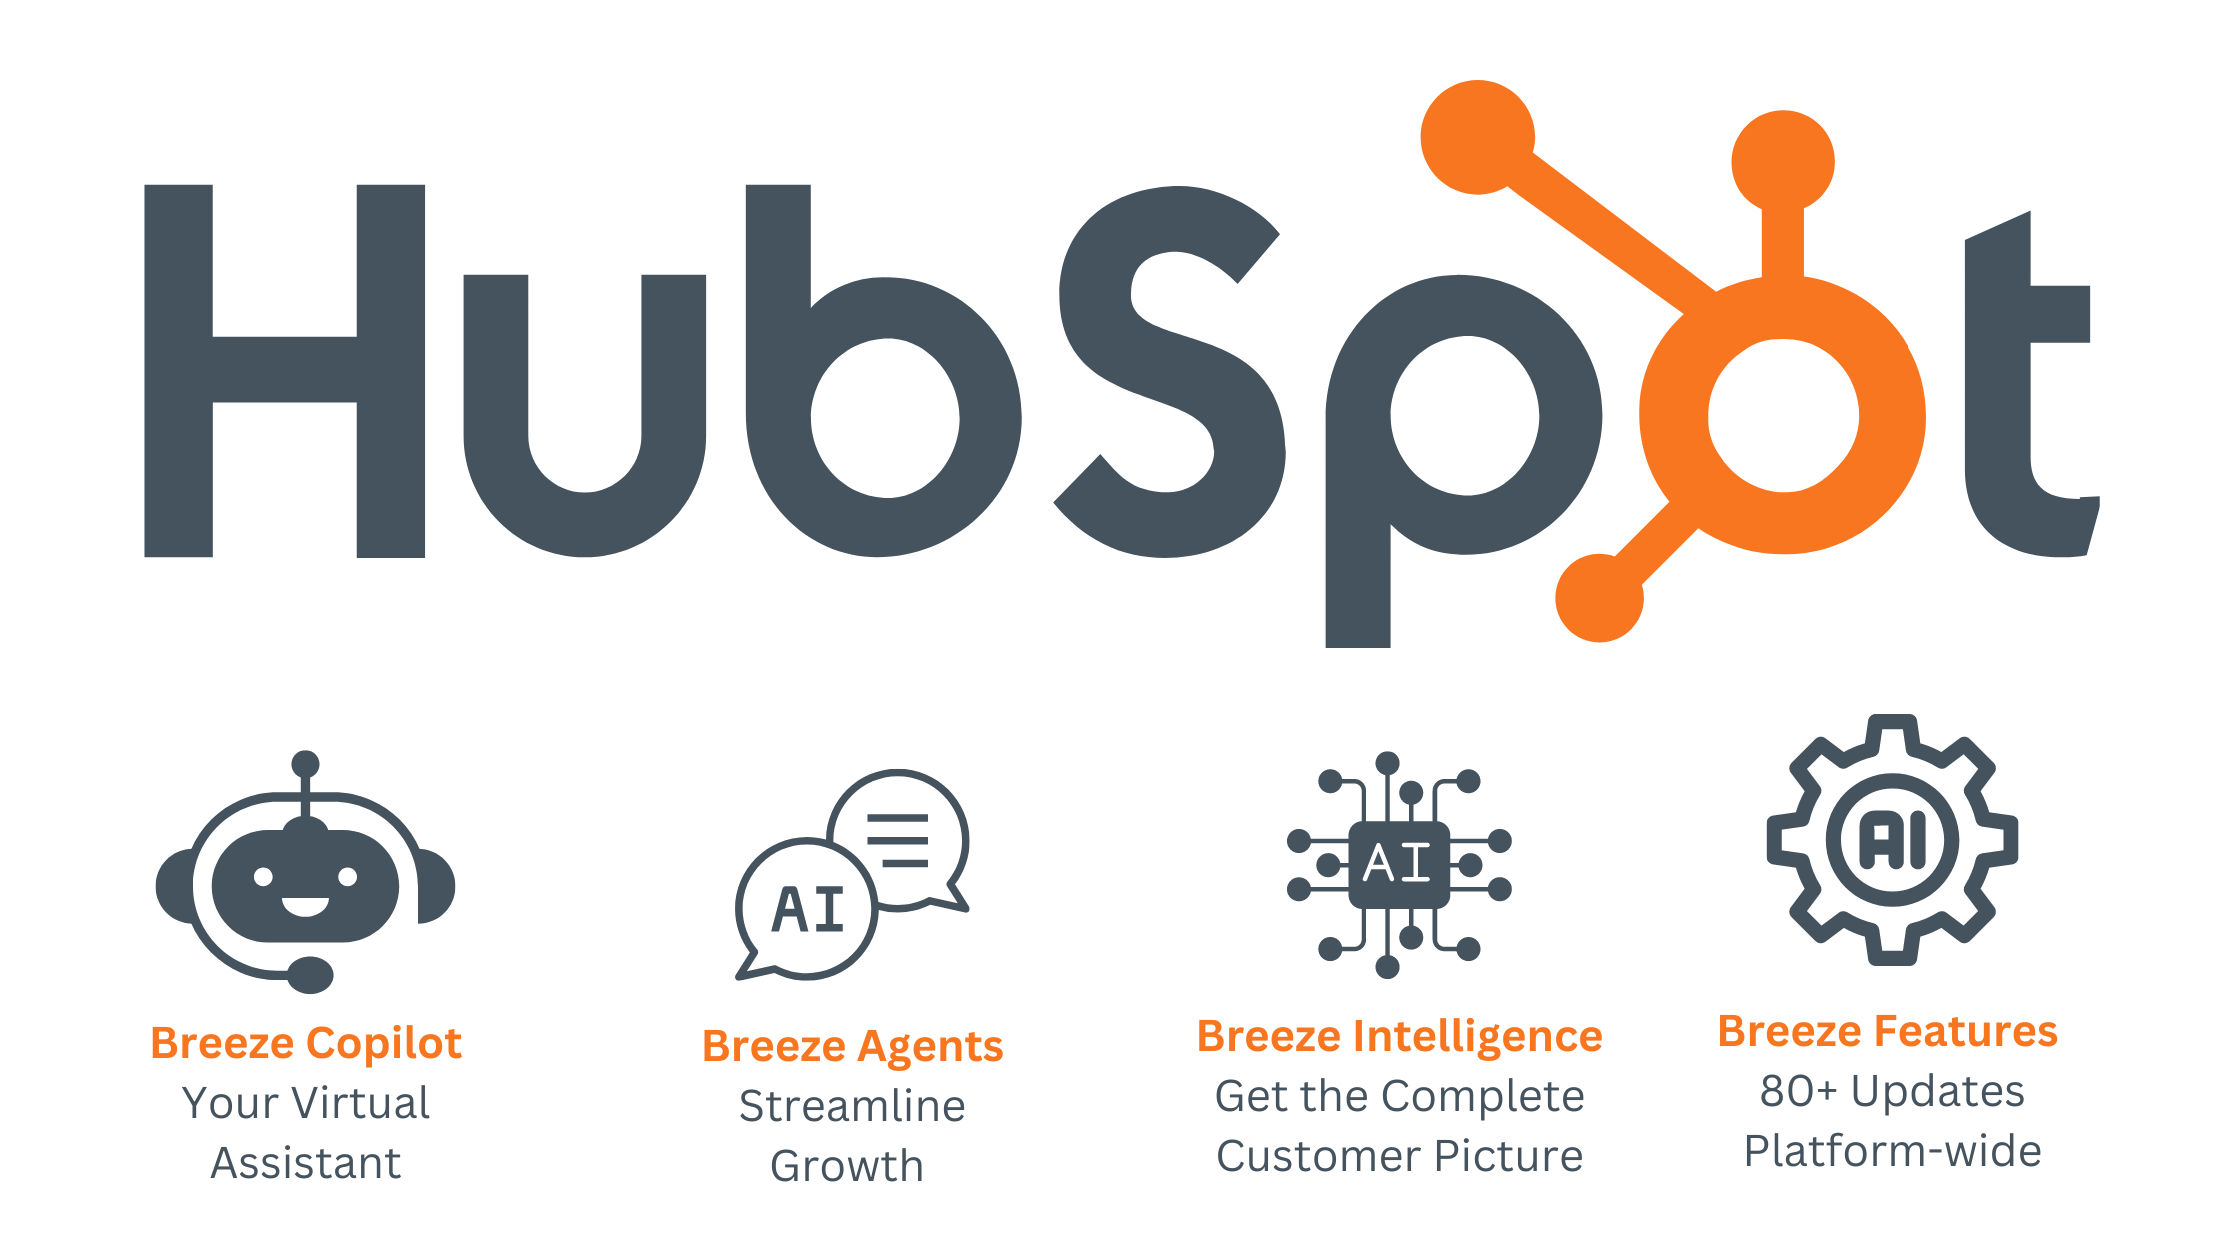 HubSpot
AI
AI
AI
Breeze Copilot
Your Virtual
Assistant
Breeze Agents
Streamline
Growth
Breeze Intelligence
Get the Complete
Customer Picture
Breeze Features
80+ Updates
Platform-wide